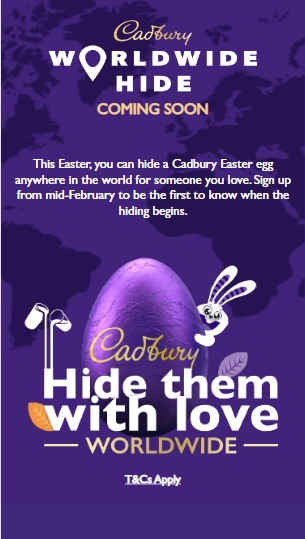 Cadbury
WORLDWIDE
HIDE
COMING SOON
This Easter, you can hide a Cadbury Easter egg
anywhere in the world for someone you love. Sign up
from mid-February to be the first to know when the
hiding begins.
Cadbury
Hide them
with love
WORLDWIDE
T&Cs Apply